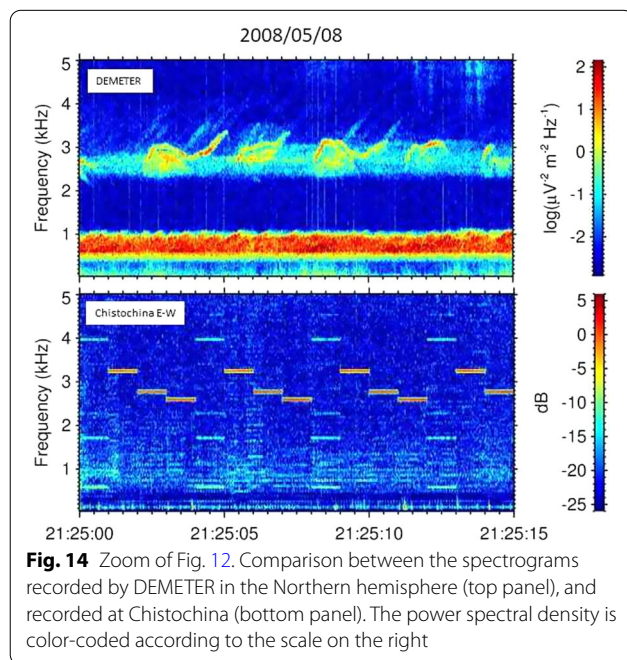 2008/05/08
5
DEMETER
4
3
2
1
Frequency (kHz)
2
1
0
-1
-2
log(μV⁻² m⁻² Hz⁻¹)
5
Chistochina E-W
4
3
2
1
Frequency (kHz)
5
0
-5
-10
-15
-20
-25
dB
21:25:00 21:25:05 21:25:10 21:25:15
Fig. 14 Zoom of Fig. 12. Comparison between the spectrograms
recorded by DEMETER in the Northern hemisphere (top panel), and
recorded at Chistochina (bottom panel). The power spectral density is
color-coded according to the scale on the right